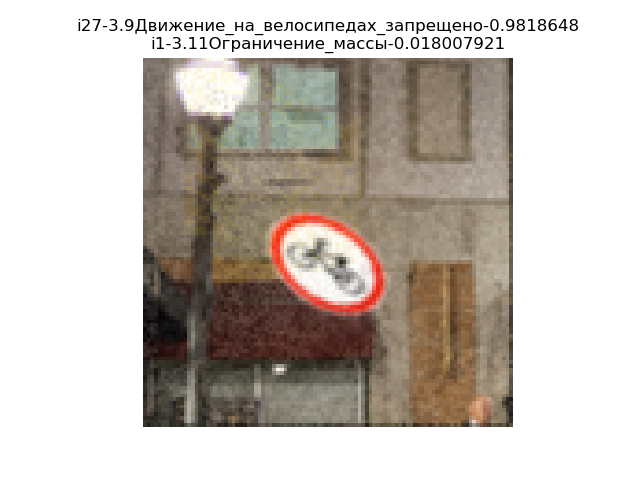 i27-3.9Движение_на_велосипедах_запрещено-0.9818648
i1-3.11Ограничение_массы-0.018007921